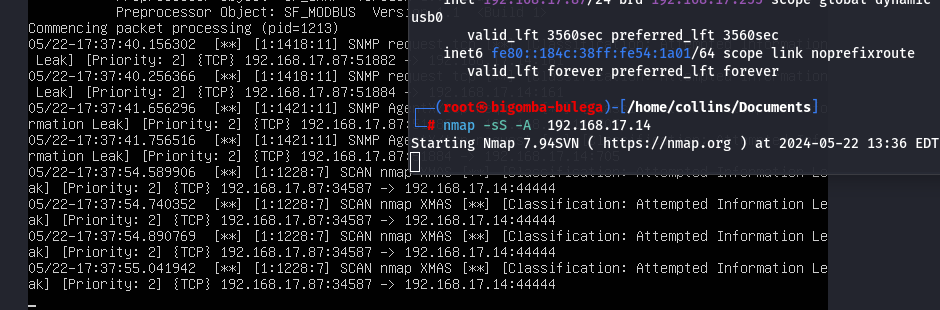 Preprocessor Object: SF_MODBUS Vers
Commencing packet processing (pid=1213)
05/22-17:37:40.156302 [**] [1:1418:11] SNMP request
Leak] [Priority: 2] {TCP} 192.168.17.87:51882 ->
05/22-17:37:40.256366 [**] [1:1418:11] SNMP
Leak] [Priority: 2] {TCP} 192.168.17.87:51884 ->
05/22-17:37:41.656296 [**] [1:1421:11] SNMP Age
rmation Leak] [Priority: 2] {TCP} 192.168.17.87:
05/22-17:37:41.756516 [**] [1:1421:11] SNMP Age
rmation Leak] [Priority: 2] {TCP} 192.168.17.87:
05/22-17:37:54.589906 [**] [1:1228:7] SCAN nmap XMAS [**] [Classification: Attempted Information Le
ak] [Priority: 2] {TCP} 192.168.17.87:34587 -> 192.168.17.14:44444
05/22-17:37:54.740352 [**] [1:1228:7] SCAN nmap XMAS [**] [Classification: Attempted Information Le
ak] [Priority: 2] {TCP} 192.168.17.87:34587 -> 192.168.17.14:44444
05/22-17:37:54.890769 [**] [1:1228:7] SCAN nmap XMAS [**] [Classification: Attempted Information Le
ak] [Priority: 2] {TCP} 192.168.17.87:34587 -> 192.168.17.14:44444
05/22-17:37:55.041942 [**] [1:1228:7] SCAN nmap XMAS [**] [Classification: Attempted Information Le
ak] [Priority: 2] {TCP} 192.168.17.87:34587 -> 192.168.17.14:44444
inet 192.168.17.87/24 brd 192.168.17.255 scope global dynamic
usb0
valid_lft 3560sec preferred_lft 3560sec
inet6 fe80::184c:38ff:fe54:1a01/64 scope link noprefixroute
valid_lft forever preferred_lft forever
┌──(root㉿bigomba-bulega)-[/home/collins/Documents]
└─# nmap -sS -A 192.168.17.14
Starting Nmap 7.94SVN ( https://nmap.org ) at 2024-05-22 13:36 EDT